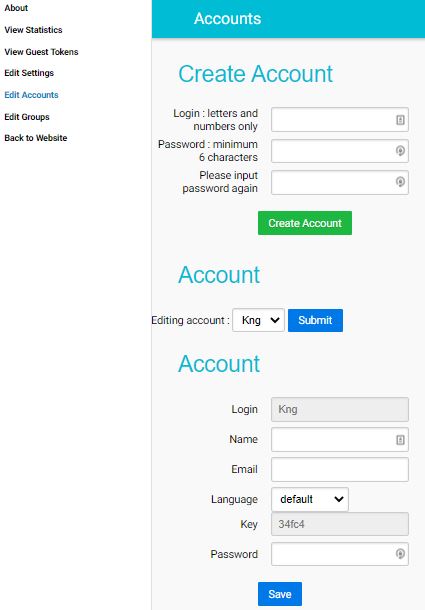 About
View Statistics
View Guest Tokens
Edit Settings
Edit Accounts
Edit Groups
Back to Website
Accounts
Create Account
Login : letters and
numbers only
Password : minimum
6 characters
Please input
password again
Create Account
Account
Editing account : Kng Submit
Account
Login Kng
Name
Email
Language default
Key 34fc4
Password
Save